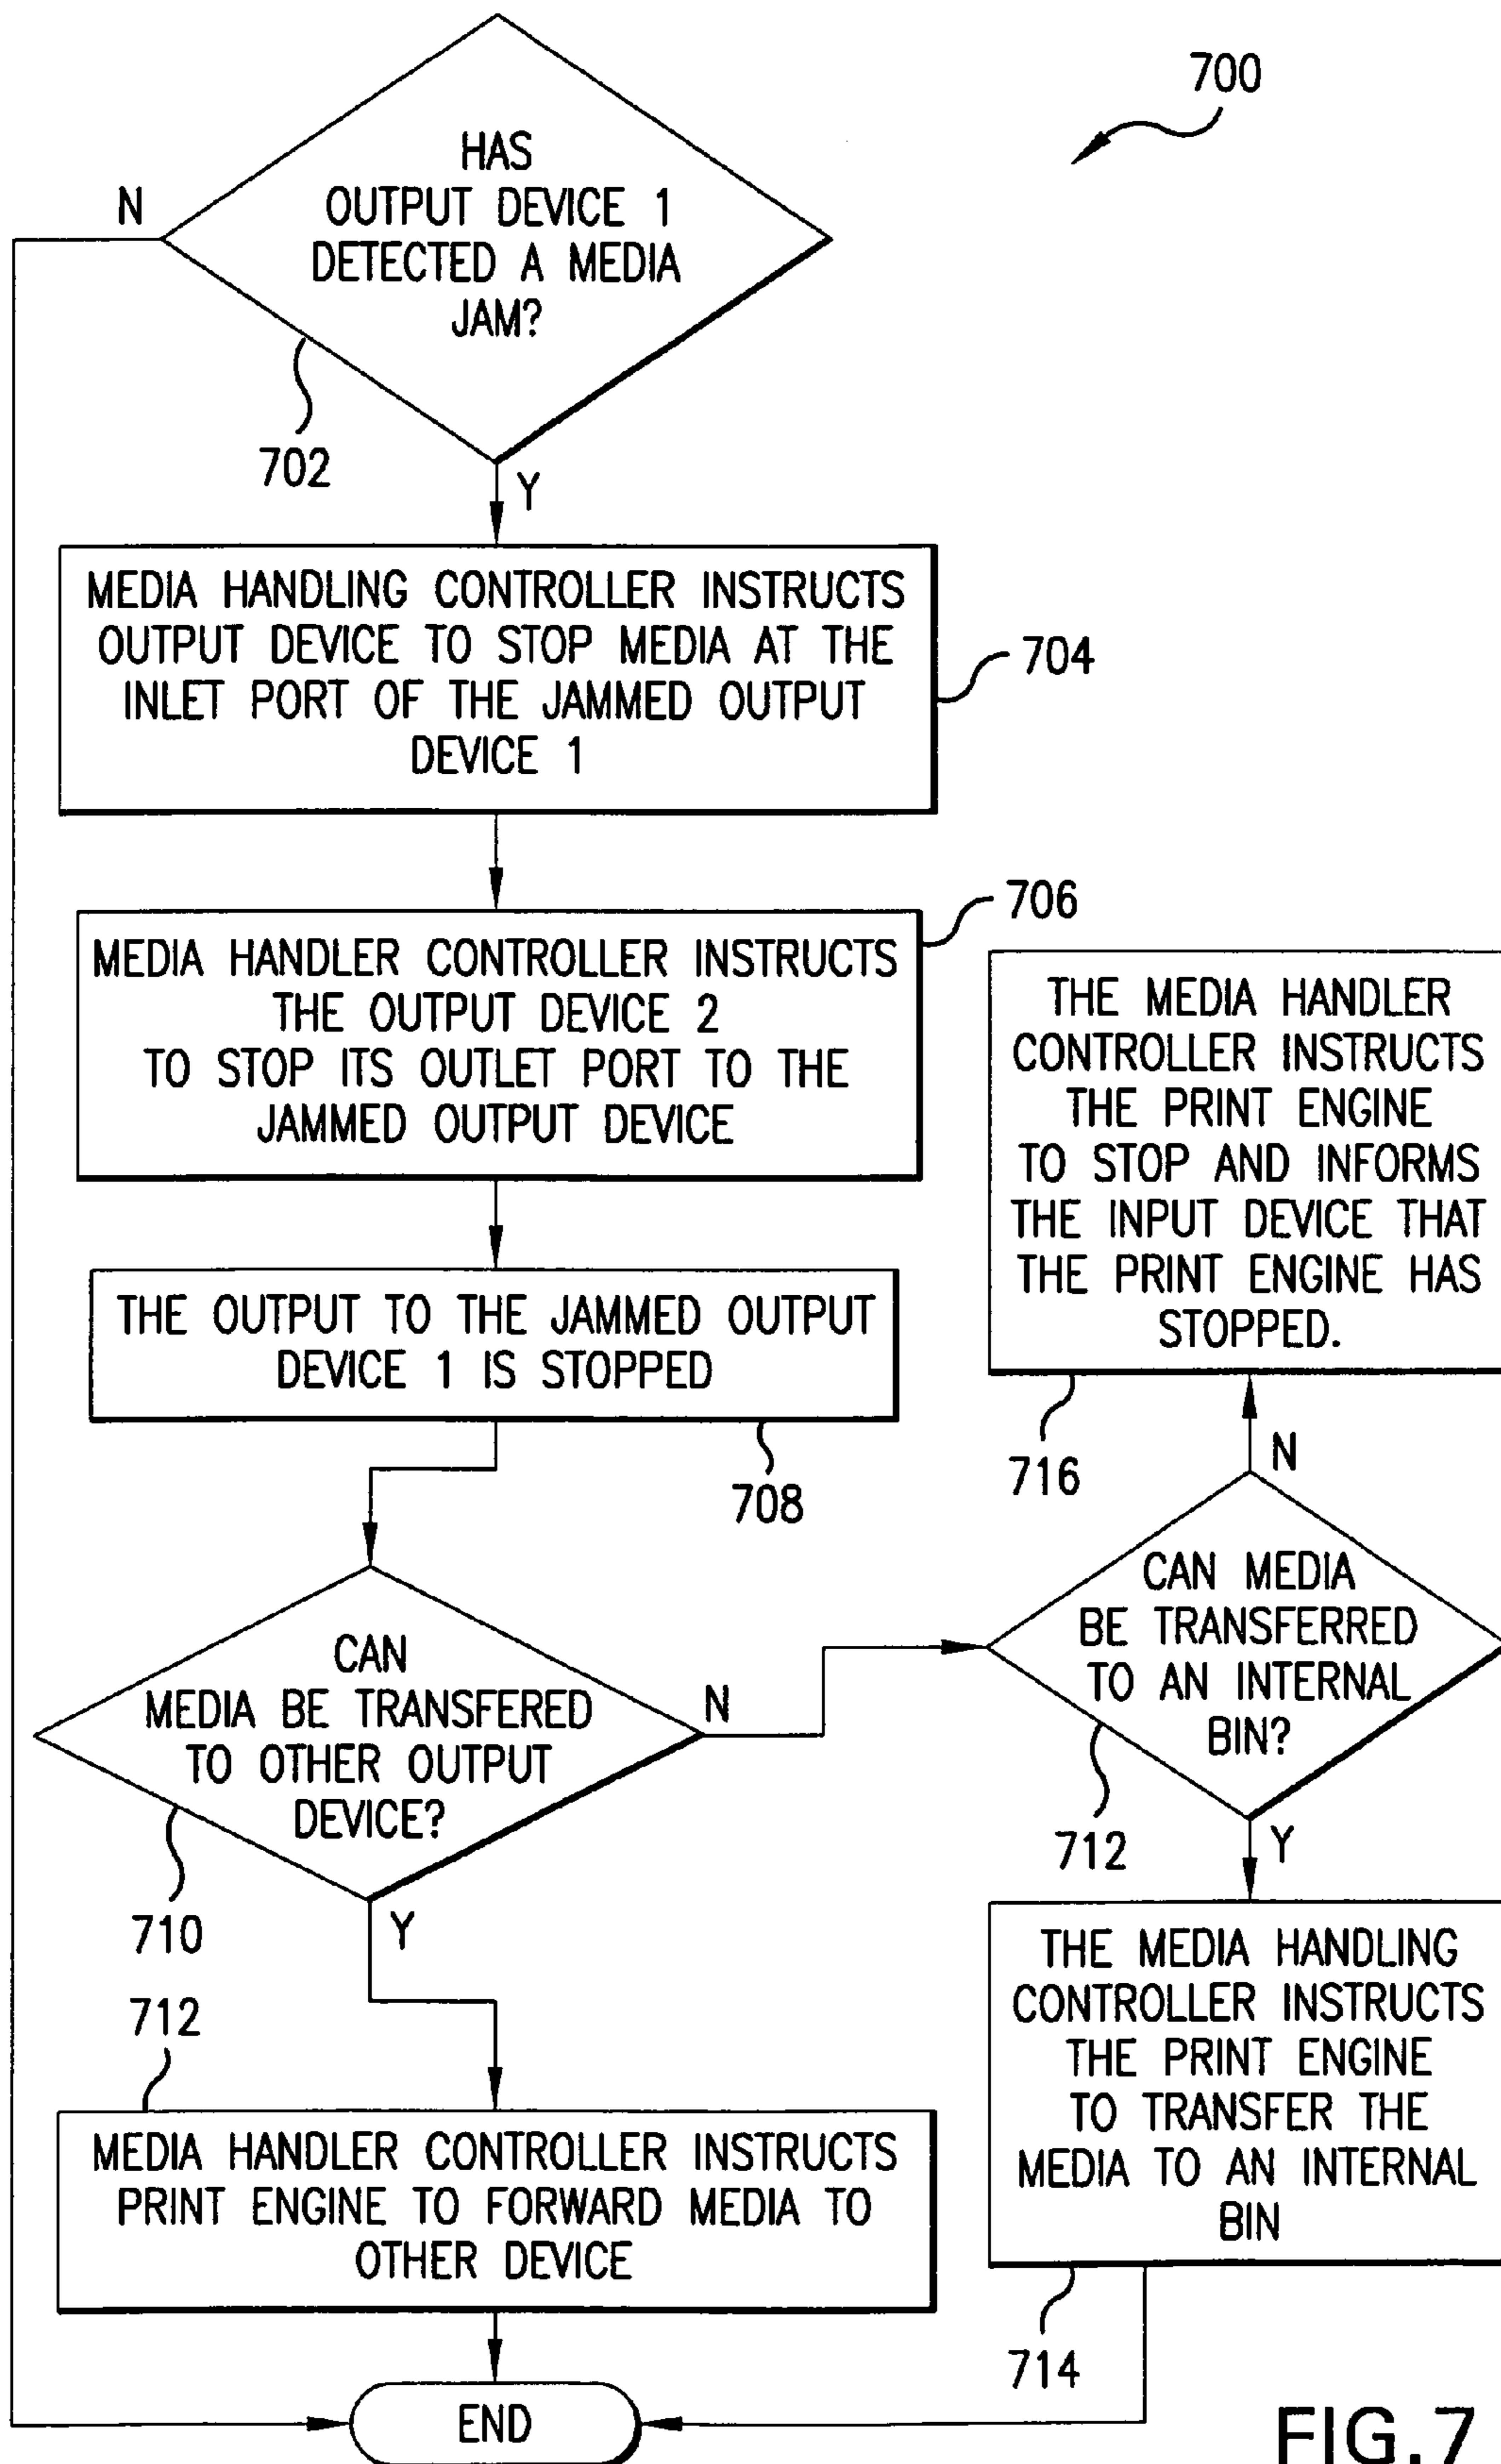 700
HAS
OUTPUT DEVICE 1
DETECTED A MEDIA
JAM?
N
702
Y
MEDIA HANDLING CONTROLLER INSTRUCTS
OUTPUT DEVICE TO STOP MEDIA AT THE
INLET PORT OF THE JAMMED OUTPUT
DEVICE 1
704
706
MEDIA HANDLER CONTROLLER INSTRUCTS
THE OUTPUT DEVICE 2
TO STOP ITS OUTLET PORT TO THE
JAMMED OUTPUT DEVICE
THE OUTPUT TO THE JAMMED OUTPUT
DEVICE 1 IS STOPPED
708
CAN
MEDIA BE TRANSFERED
TO OTHER OUTPUT
DEVICE?
N
710
Y
712
MEDIA HANDLER CONTROLLER INSTRUCTS
PRINT ENGINE TO FORWARD MEDIA TO
OTHER DEVICE
THE MEDIA HANDLER
CONTROLLER INSTRUCTS
THE PRINT ENGINE
TO STOP AND INFORMS
THE INPUT DEVICE THAT
THE PRINT ENGINE HAS
STOPPED.
716
N
CAN MEDIA
BE TRANSFERRED
TO AN INTERNAL
BIN?
712
Y
THE MEDIA HANDLING
CONTROLLER INSTRUCTS
THE PRINT ENGINE
TO TRANSFER THE
MEDIA TO AN INTERNAL
BIN
714
END
FIG.7